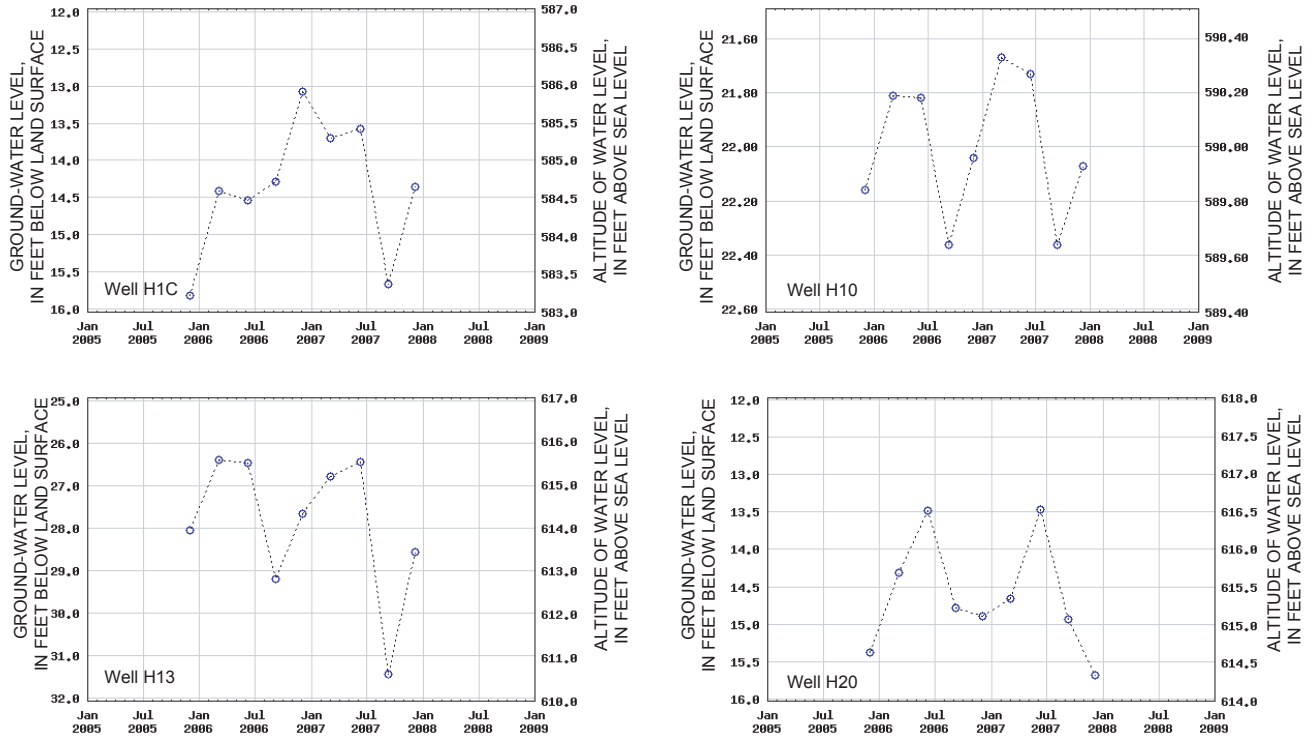 GROUND-WATER LEVEL,
IN FEET BELOW LAND SURFACE
12.0
12.5
13.0
13.5
14.0
14.5
15.0
15.5
16.0
Well H1C
587.0
586.5
586.0
585.5
585.0
584.5
584.0
583.5
583.0
ALTITUDE OF WATER LEVEL,
IN FEET ABOVE SEA LEVEL
Jan Jul Jan Jul Jan Jul Jan Jul Jan
2005 2005 2006 2006 2007 2007 2008 2008 2009
GROUND-WATER LEVEL,
IN FEET BELOW LAND SURFACE
21.60
21.80
22.00
22.20
22.40
22.60
Well H10
590.40
590.20
590.00
589.80
589.60
589.40
ALTITUDE OF WATER LEVEL,
IN FEET ABOVE SEA LEVEL
Jan Jul Jan Jul Jan Jul Jan Jul Jan
2005 2005 2006 2006 2007 2007 2008 2008 2009
GROUND-WATER LEVEL,
IN FEET BELOW LAND SURFACE
25.0
26.0
27.0
28.0
29.0
30.0
31.0
32.0
Well H13
617.0
616.0
615.0
614.0
613.0
612.0
611.0
610.0
ALTITUDE OF WATER LEVEL,
IN FEET ABOVE SEA LEVEL
Jan Jul Jan Jul Jan Jul Jan Jul Jan
2005 2005 2006 2006 2007 2007 2008 2008 2009
GROUND-WATER LEVEL,
IN FEET BELOW LAND SURFACE
12.0
12.5
13.0
13.5
14.0
14.5
15.0
15.5
16.0
Well H20
618.0
617.5
617.0
616.5
616.0
615.5
615.0
614.5
614.0
ALTITUDE OF WATER LEVEL,
IN FEET ABOVE SEA LEVEL
Jan Jul Jan Jul Jan Jul Jan Jul Jan
2005 2005 2006 2006 2007 2007 2008 2008 2009